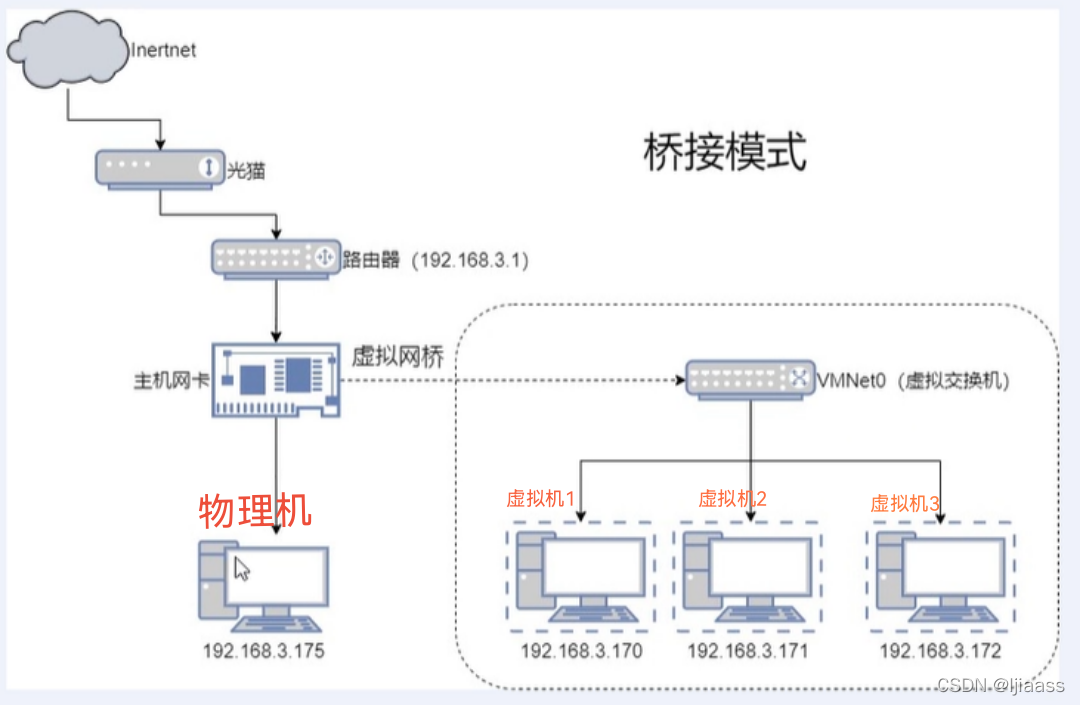 Inertnet
桥接模式
光猫
路由器（192.168.3.1）
虚拟网桥
主机网卡
VMNet0（虚拟交换机）
物理机
虚拟机1
虚拟机2
虚拟机3
192.168.3.175
192.168.3.170
192.168.3.171
192.168.3.172
CSDN @ljiaass